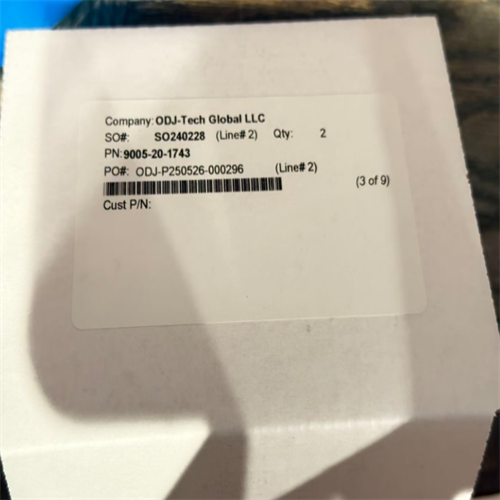 Company: ODJ-Tech Global LLC
SO#: SO240228 (Line# 2) Qty: 2
PN: 9005-20-1743
PO#: ODJ-P250526-000296 (Line# 2)
(3 of 9)
Cust P/N: